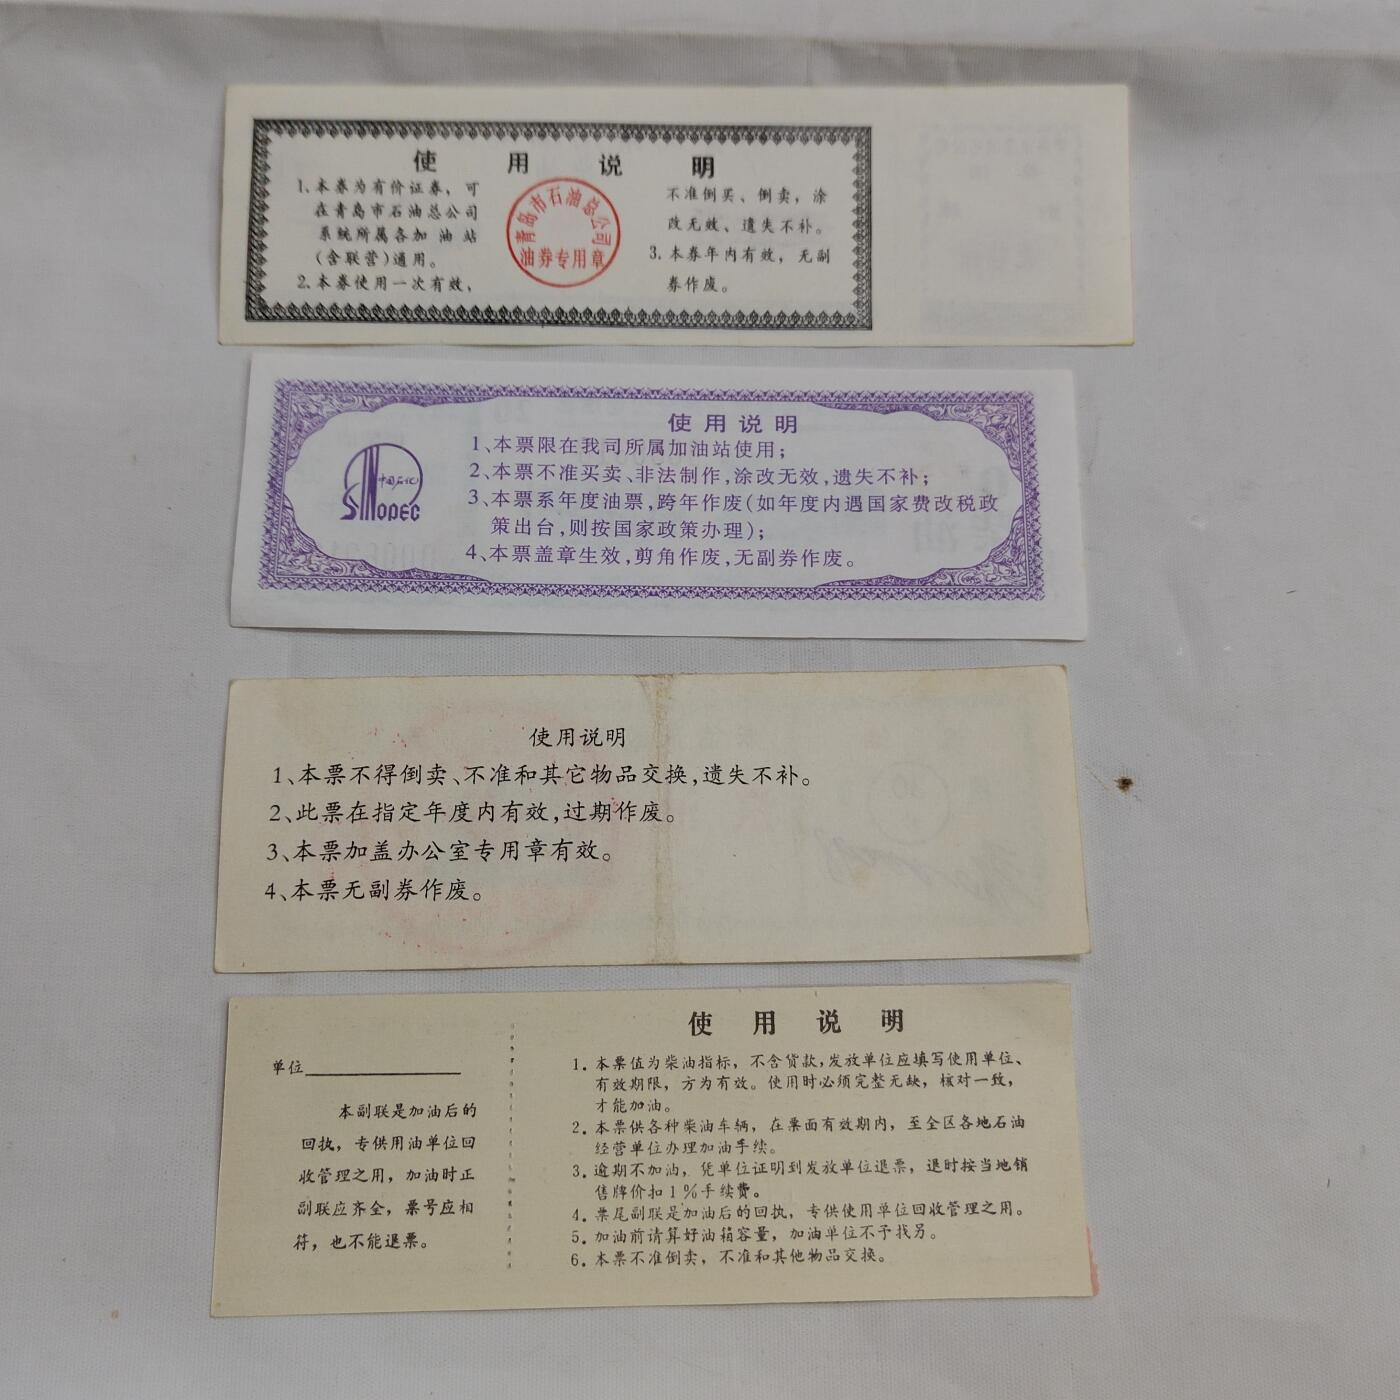 使用说明
1、本券为有价证券，可
在青岛市石油总公司
系统所属各加油站
（含联营）通用。
2、本券使用一次有效，
不准倒买、倒卖，涂
改无效、遗失不补。
3、本券年内有效，无副
券作废。
青岛市石油总公司
油券专用章
使用说明
1、本票限在我司所属加油站使用；
2、本票不准买卖、非法制作，涂改无效，遗失不补；
3、本票系年度油票，跨年作废（如年度内遇国家费改税政
策出台，则按国家政策办理）；
4、本票盖章生效，剪角作废，无副券作废。
中国石化
SINOPEC
使用说明
1、本票不得倒卖、不准和其它物品交换，遗失不补。
2、此票在指定年度内有效，过期作废。
3、本票加盖办公室专用章有效。
4、本票无副券作废。
单位
本副联是加油后的
回执，专供用油单位回
收管理之用，加油时正
副联应齐全，票号应相
符，也不能退票。
使用说明
1．本票值为柴油指标，不含货款，发放单位应填写使用单位、
有效期限，方为有效。使用时必须完整无缺，核对一致，
才能加油。
2．本票供各种柴油车辆，在票面有效期内，至全区各地石油
经营单位办理加油手续。
3．逾期不加油，凭单位证明到发放单位退票，退时按当地销
售牌价扣1％手续费。
4．票尾副联是加油后的回执，专供使用单位回收管理之用。
5．加油前请算好油箱容量，加油单位不予找另。
6．本票不准倒卖，不准和其他物品交换。